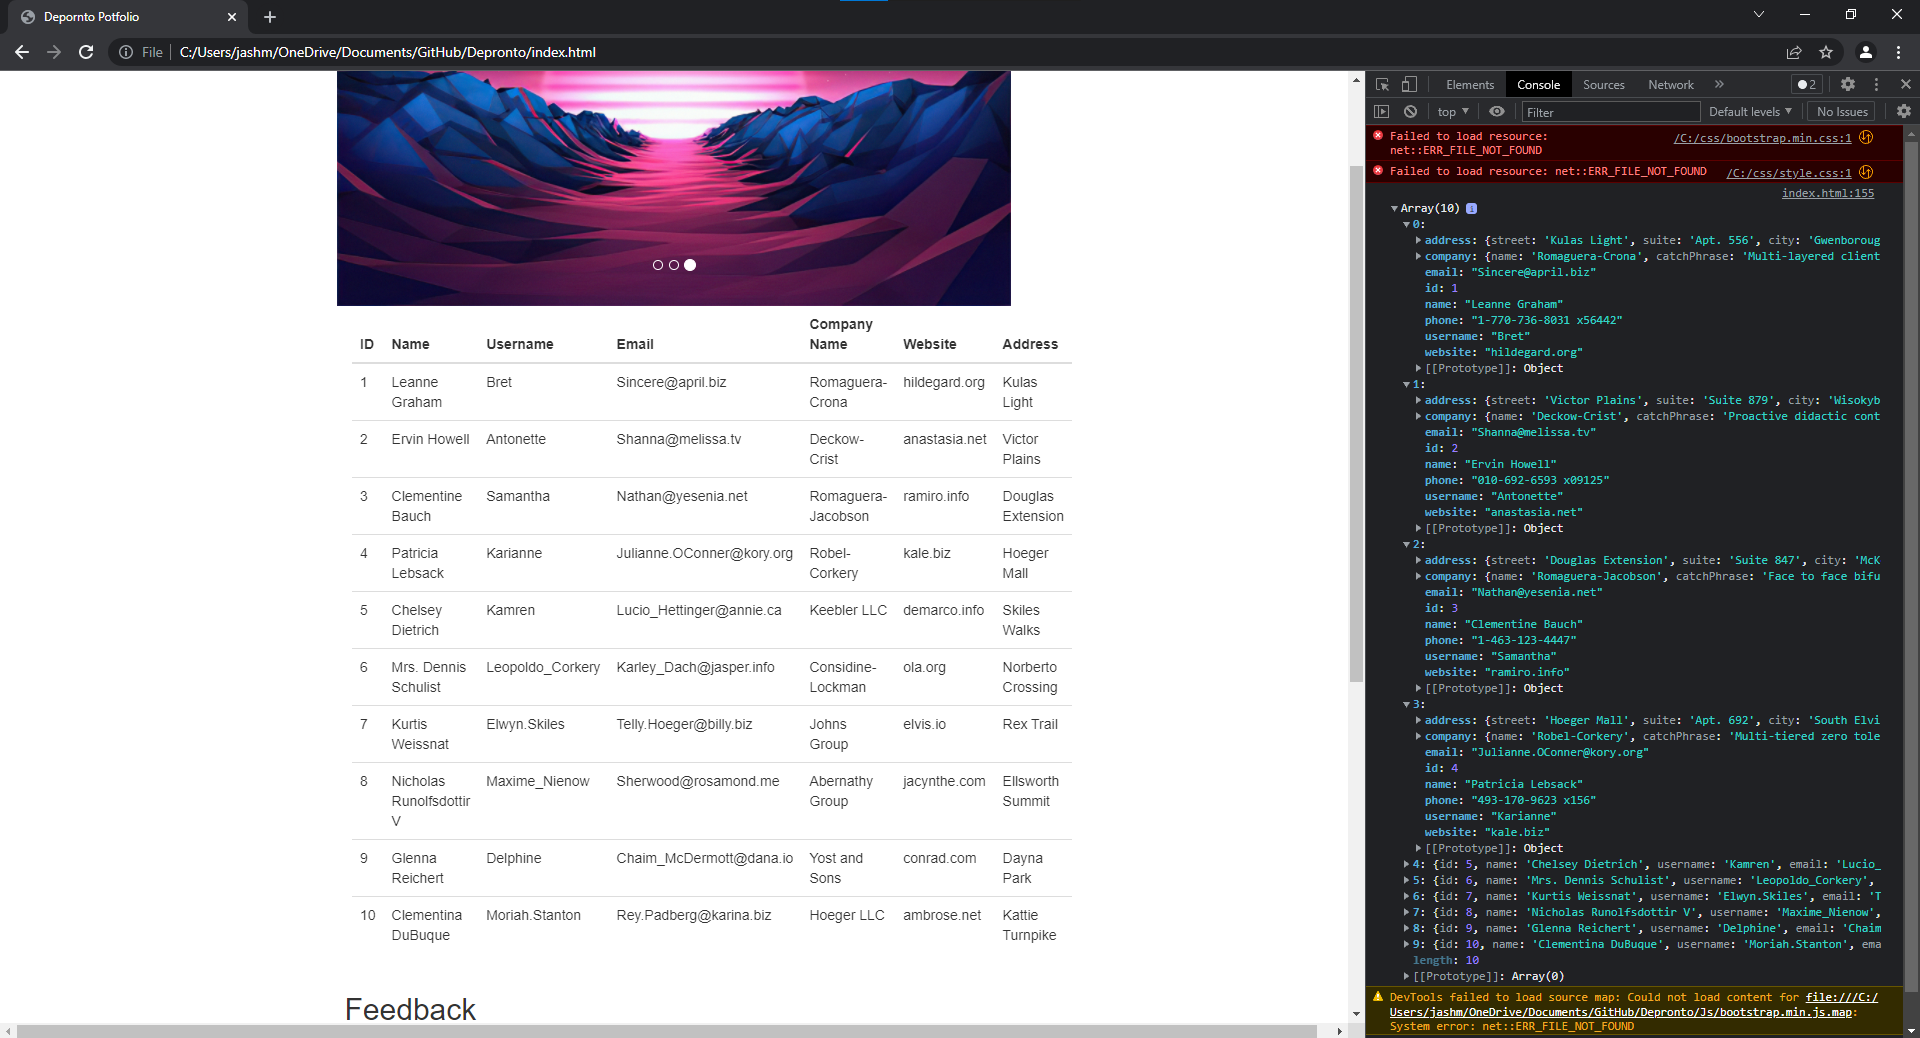 Depornto Potfolio
File
C:/Users/jashm/OneDrive/Documents/GitHub/Depronto/index.html
ID Name Username Email Company Name Website Address
1 Leanne Graham Bret Sincere@april.biz Romaguera-Crona hildegard.org Kulas Light
2 Ervin Howell Antonette Shanna@melissa.tv Deckow-Crist anastasia.net Victor Plains
3 Clementine Bauch Samantha Nathan@yesenia.net Romaguera-Jacobson ramiro.info Douglas Extension
4 Patricia Lebsack Karianne Julianne.OConner@kory.org Robel-Corkery kale.biz Hoeger Mall
5 Chelsey Dietrich Kamren Lucio_Hettinger@annie.ca Keebler LLC demarco.info Skiles Walks
6 Mrs. Dennis Schulist Leopoldo_Corkery Karley_Dach@jasper.info Considine-Lockman ola.org Norberto Crossing
7 Kurtis Weissnat Elwyn.Skiles Telly.Hoeger@billy.biz Johns Group elvis.io Rex Trail
8 Nicholas Runolfsdottir V Maxime_Nienow Sherwood@rosamond.me Abernathy Group jacynthe.com Ellsworth Summit
9 Glenna Reichert Delphine Chaim_McDermott@dana.io Yost and Sons conrad.com Dayna Park
10 Clementina DuBuque Moriah.Stanton Rey.Padberg@karina.biz Hoeger LLC ambrose.net Kattie Turnpike
Feedback
Elements Console Sources Network 2
top Filter Default levels No Issues
Failed to load resource: /C:/css/bootstrap.min.css:1
net::ERR_FILE_NOT_FOUND
Failed to load resource: net::ERR_FILE_NOT_FOUND /C:/css/style.css:1
index.html:155
Array(10) i
0:
address: {street: 'Kulas Light', suite: 'Apt. 556', city: 'Gwenboroug
company: {name: 'Romaguera-Crona', catchPhrase: 'Multi-layered client
email: "Sincere@april.biz"
id: 1
name: "Leanne Graham"
phone: "1-770-736-8031 x56442"
username: "Bret"
website: "hildegard.org"
[[Prototype]]: Object
1:
address: {street: 'Victor Plains', suite: 'Suite 879', city: 'Wisokyb
company: {name: 'Deckow-Crist', catchPhrase: 'Proactive didactic cont
email: "Shanna@melissa.tv"
id: 2
name: "Ervin Howell"
phone: "010-692-6593 x09125"
username: "Antonette"
website: "anastasia.net"
[[Prototype]]: Object
2:
address: {street: 'Douglas Extension', suite: 'Suite 847', city: 'McK
company: {name: 'Romaguera-Jacobson', catchPhrase: 'Face to face bifu
email: "Nathan@yesenia.net"
id: 3
name: "Clementine Bauch"
phone: "1-463-123-4447"
username: "Samantha"
website: "ramiro.info"
[[Prototype]]: Object
3:
address: {street: 'Hoeger Mall', suite: 'Apt. 692', city: 'South Elvi
company: {name: 'Robel-Corkery', catchPhrase: 'Multi-tiered zero tole
email: "Julianne.OConner@kory.org"
id: 4
name: "Patricia Lebsack"
phone: "493-170-9623 x156"
username: "Karianne"
website: "kale.biz"
[[Prototype]]: Object
4: {id: 5, name: 'Chelsey Dietrich', username: 'Kamren', email: 'Lucio_
5: {id: 6, name: 'Mrs. Dennis Schulist', username: 'Leopoldo_Corkery',
6: {id: 7, name: 'Kurtis Weissnat', username: 'Elwyn.Skiles', email: 'T
7: {id: 8, name: 'Nicholas Runolfsdottir V', username: 'Maxime_Nienow',
8: {id: 9, name: 'Glenna Reichert', username: 'Delphine', email: 'Chaim
9: {id: 10, name: 'Clementina DuBuque', username: 'Moriah.Stanton', ema
length: 10
[[Prototype]]: Array(0)
DevTools failed to load source map: Could not load content for file:///C:/
Users/jashm/OneDrive/Documents/GitHub/Depronto/Js/bootstrap.min.js.map:
System error: net::ERR_FILE_NOT_FOUND